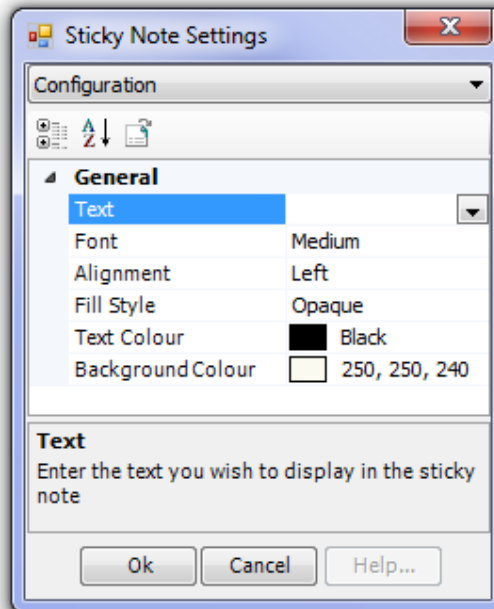 Sticky Note Settings
Configuration
A
Z
General
Text
Font Medium
Alignment Left
Fill Style Opaque
Text Colour Black
Background Colour 250, 250, 240
Text
Enter the text you wish to display in the sticky
note
Ok Cancel Help...